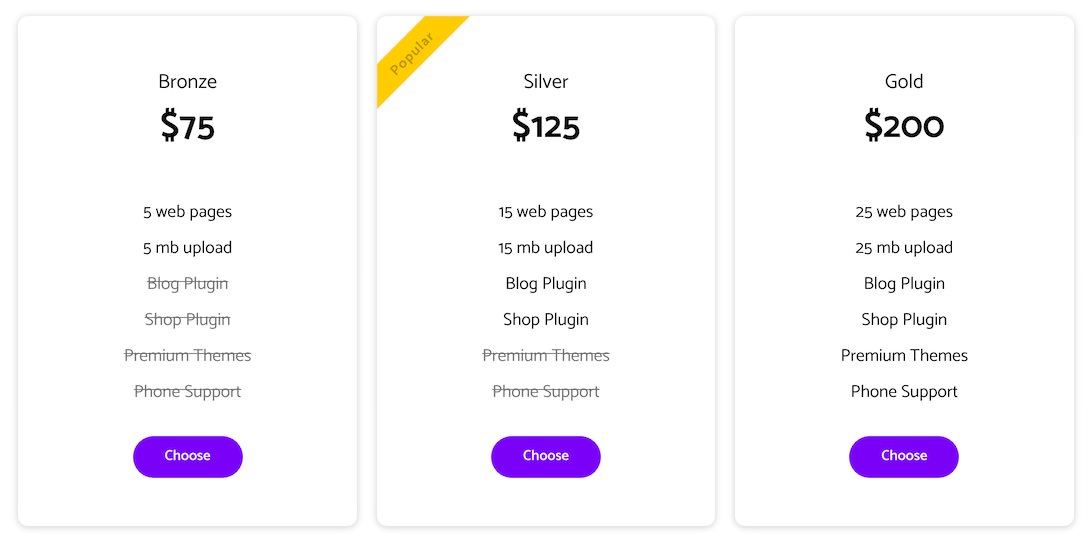 Bronze
$75
5 web pages
5 mb upload
Blog Plugin
Shop Plugin
Premium Themes
Phone Support
Choose
Popular
Silver
$125
15 web pages
15 mb upload
Blog Plugin
Shop Plugin
Premium Themes
Phone Support
Choose
Gold
$200
25 web pages
25 mb upload
Blog Plugin
Shop Plugin
Premium Themes
Phone Support
Choose